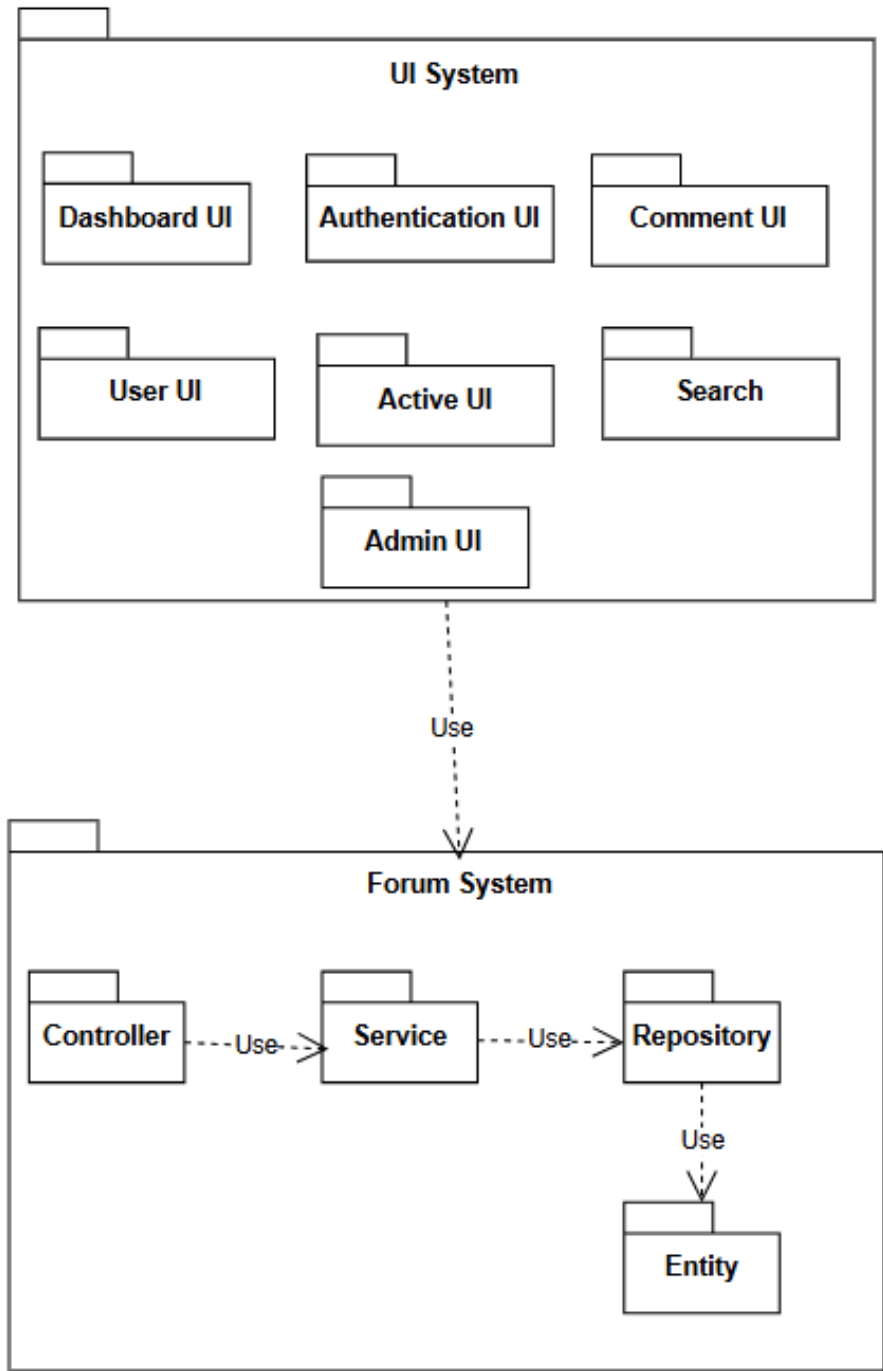 UI System
Dashboard UI
Authentication UI
Comment UI
User UI
Active UI
Search
Admin UI
Use
Forum System
Controller
Use
Service
Use
Repository
Use
Entity